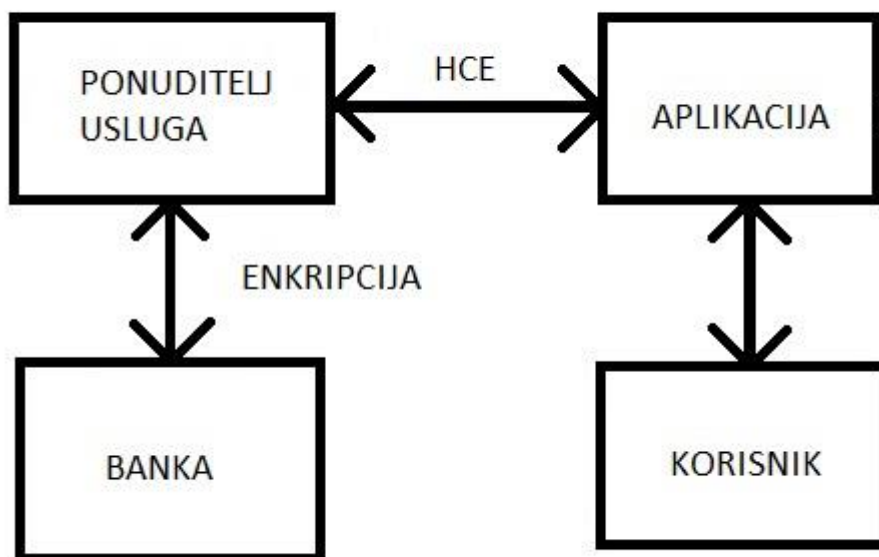 PONUDITELJ
USLUGA
HCE
APLIKACIJA
ENKRIPCIJA
BANKA
KORISNIK